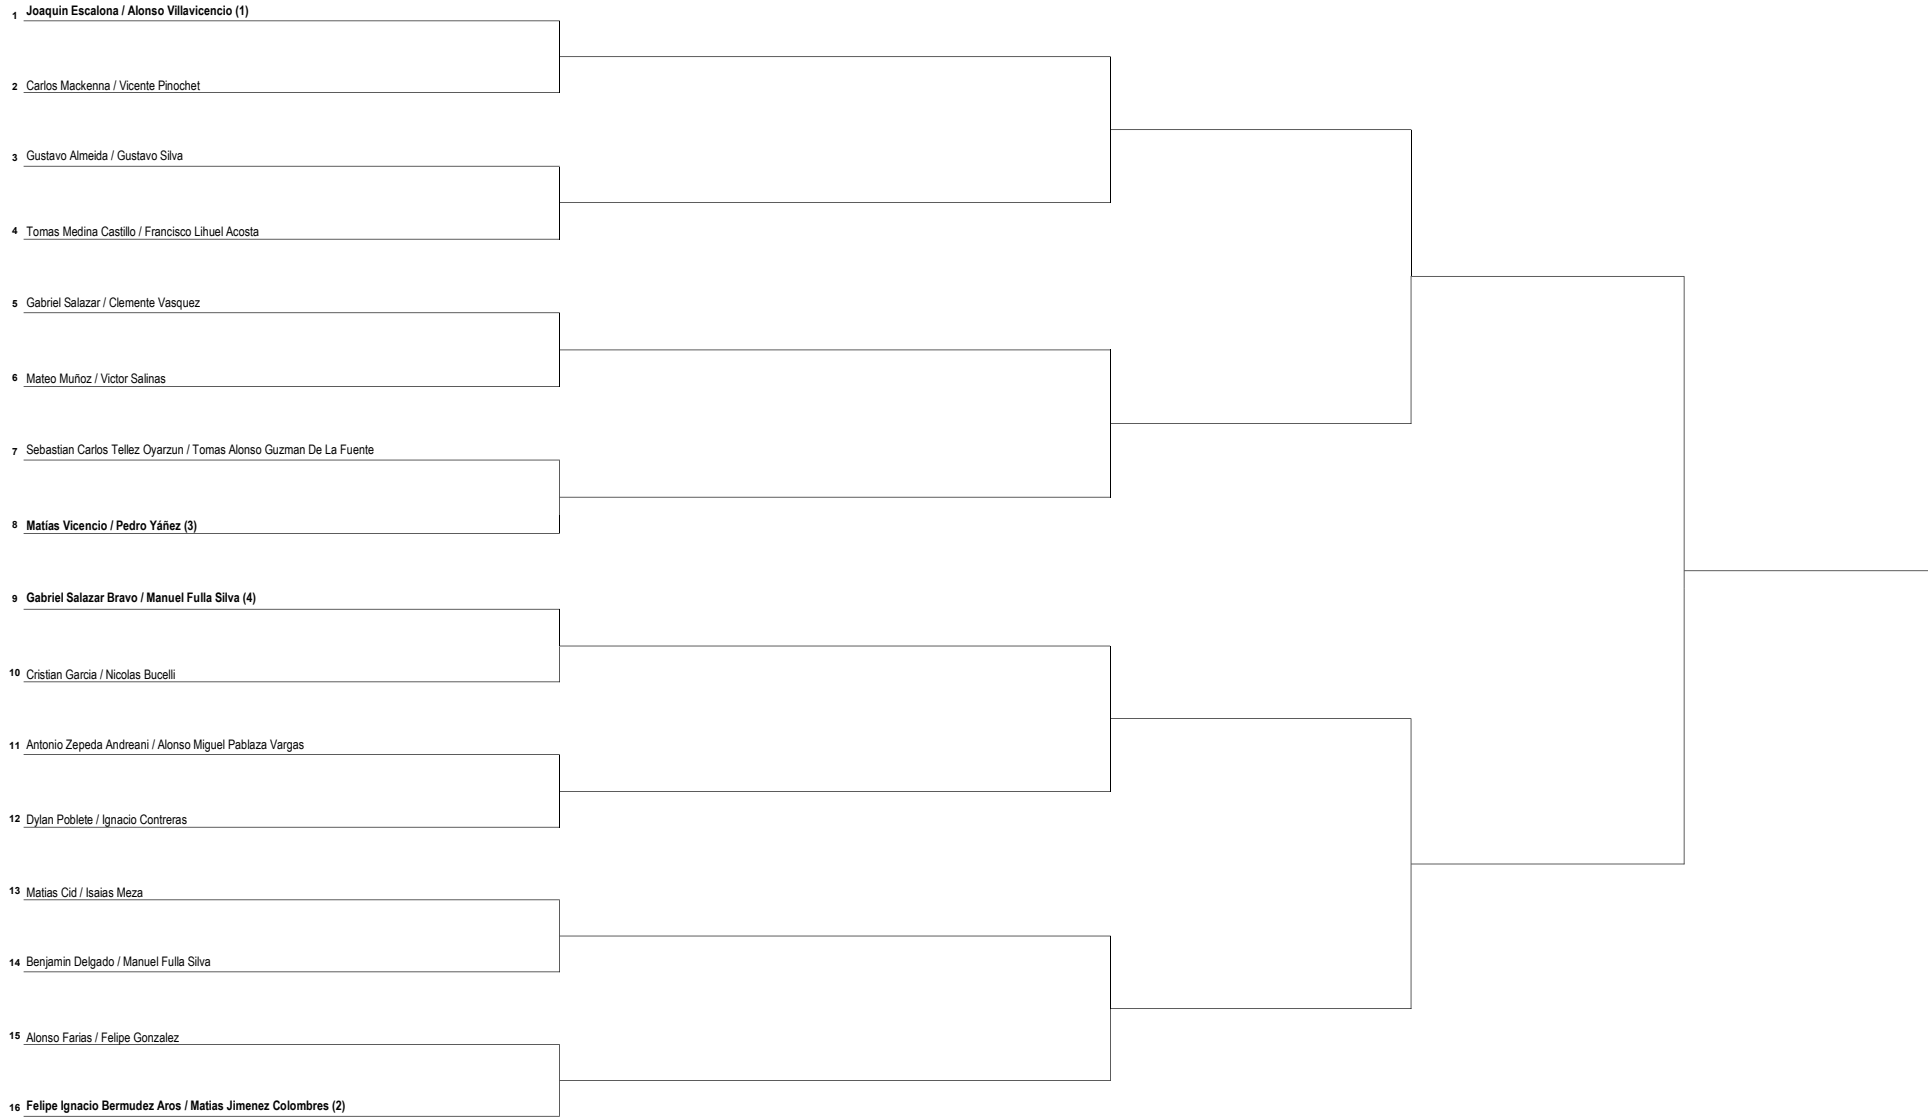 1 Joaquin Escalona / Alonso Villavicencio (1)
2 Carlos Mackenna / Vicente Pinochet
3 Gustavo Almeida / Gustavo Silva
4 Tomas Medina Castillo / Francisco Lihuel Acosta
5 Gabriel Salazar / Clemente Vasquez
6 Mateo Muñoz / Victor Salinas
7 Sebastian Carlos Tellez Oyarzun / Tomas Alonso Guzman De La Fuente
8 Matías Vicencio / Pedro Yáñez (3)
9 Gabriel Salazar Bravo / Manuel Fulla Silva (4)
10 Cristian Garcia / Nicolas Bucelli
11 Antonio Zepeda Andreani / Alonso Miguel Pablaza Vargas
12 Dylan Poblete / Ignacio Contreras
13 Matias Cid / Isaias Meza
14 Benjamin Delgado / Manuel Fulla Silva
15 Alonso Farias / Felipe Gonzalez
16 Felipe Ignacio Bermudez Aros / Matias Jimenez Colombres (2)